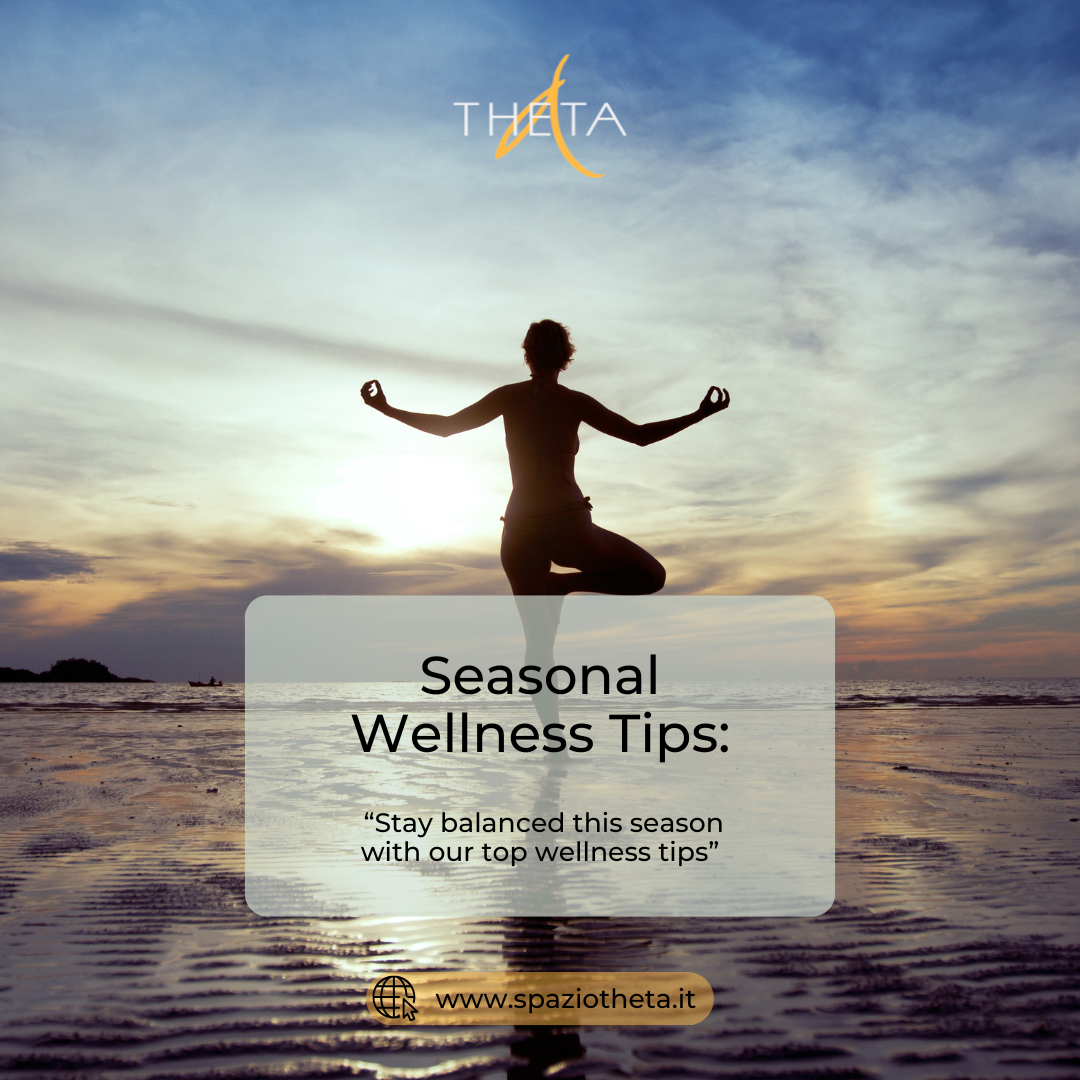 THETA
Seasonal
Wellness Tips:
“Stay balanced this season
with our top wellness tips”
www.spaziotheta.it